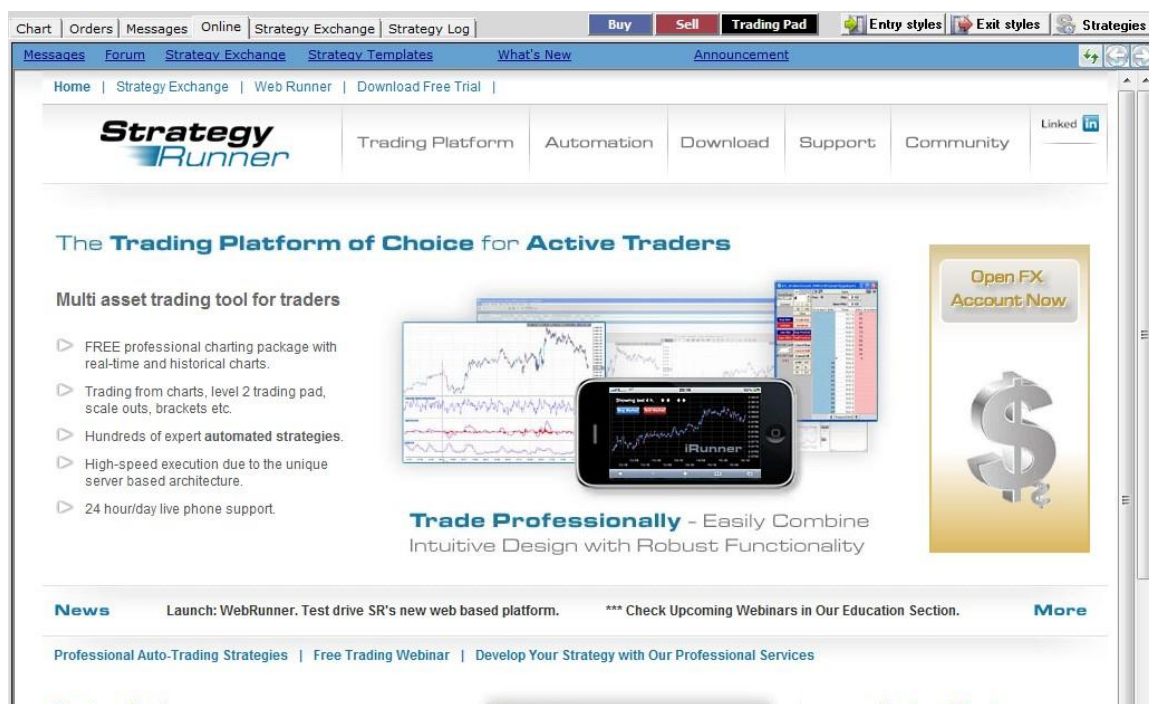 Chart Orders Messages Online Strategy Exchange Strategy Log Buy Sell Trading Pad Entry styles Exit styles Strategies
Messages Forum Strategy Exchange Strategy Templates What's New Announcement
Home | Strategy Exchange | Web Runner | Download Free Trial |
Strategy
Runner
Trading Platform Automation Download Support Community
Linked in
The Trading Platform of Choice for Active Traders
Multi asset trading tool for traders
FREE professional charting package with
real-time and historical charts.
Trading from charts, level 2 trading pad,
scale outs, brackets etc.
Hundreds of expert automated strategies.
High-speed execution due to the unique
server based architecture.
24 hour/day live phone support.
iRunner
Trade Professionally - Easily Combine
Intuitive Design with Robust Functionality
Open FX
Account Now
News Launch: WebRunner. Test drive SR's new web based platform. *** Check Upcoming Webinars in Our Education Section. More
Professional Auto-Trading Strategies | Free Trading Webinar | Develop Your Strategy with Our Professional Services